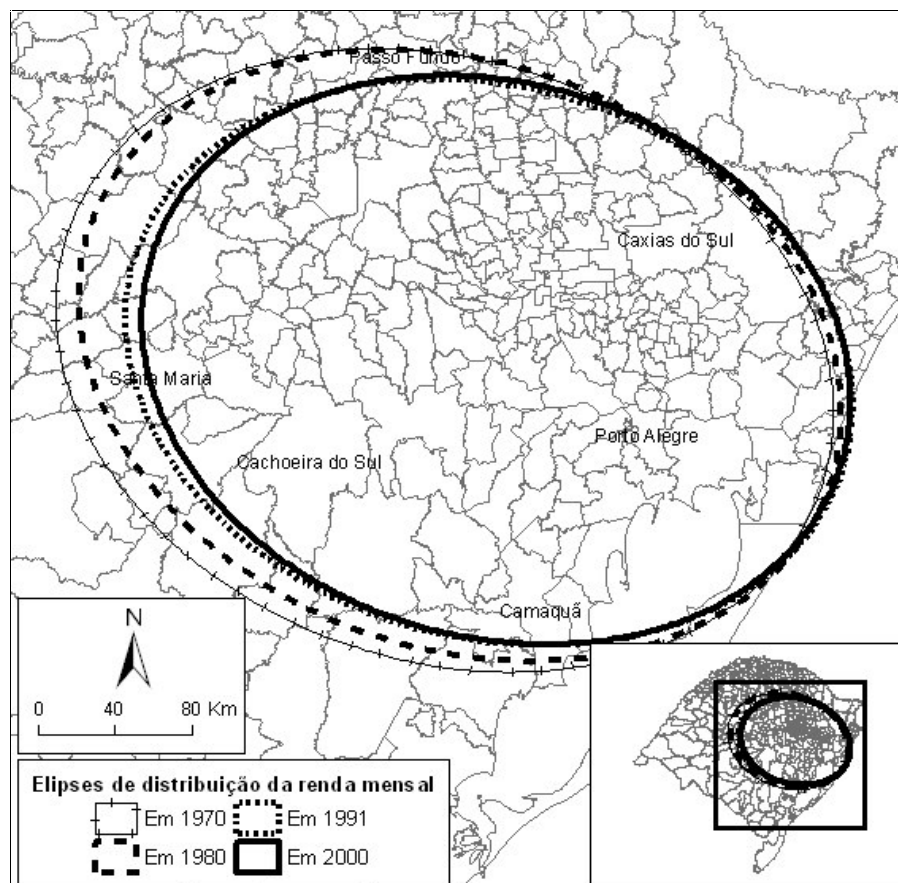 Passo Fundo
Caxias do Sul
Santa Maria
Porto Alegre
Cachoeira do Sul
Camaquã
N
0 40 80 Km
Elipses de distribuição da renda mensal
Em 1970 Em 1991
Em 1980 Em 2000